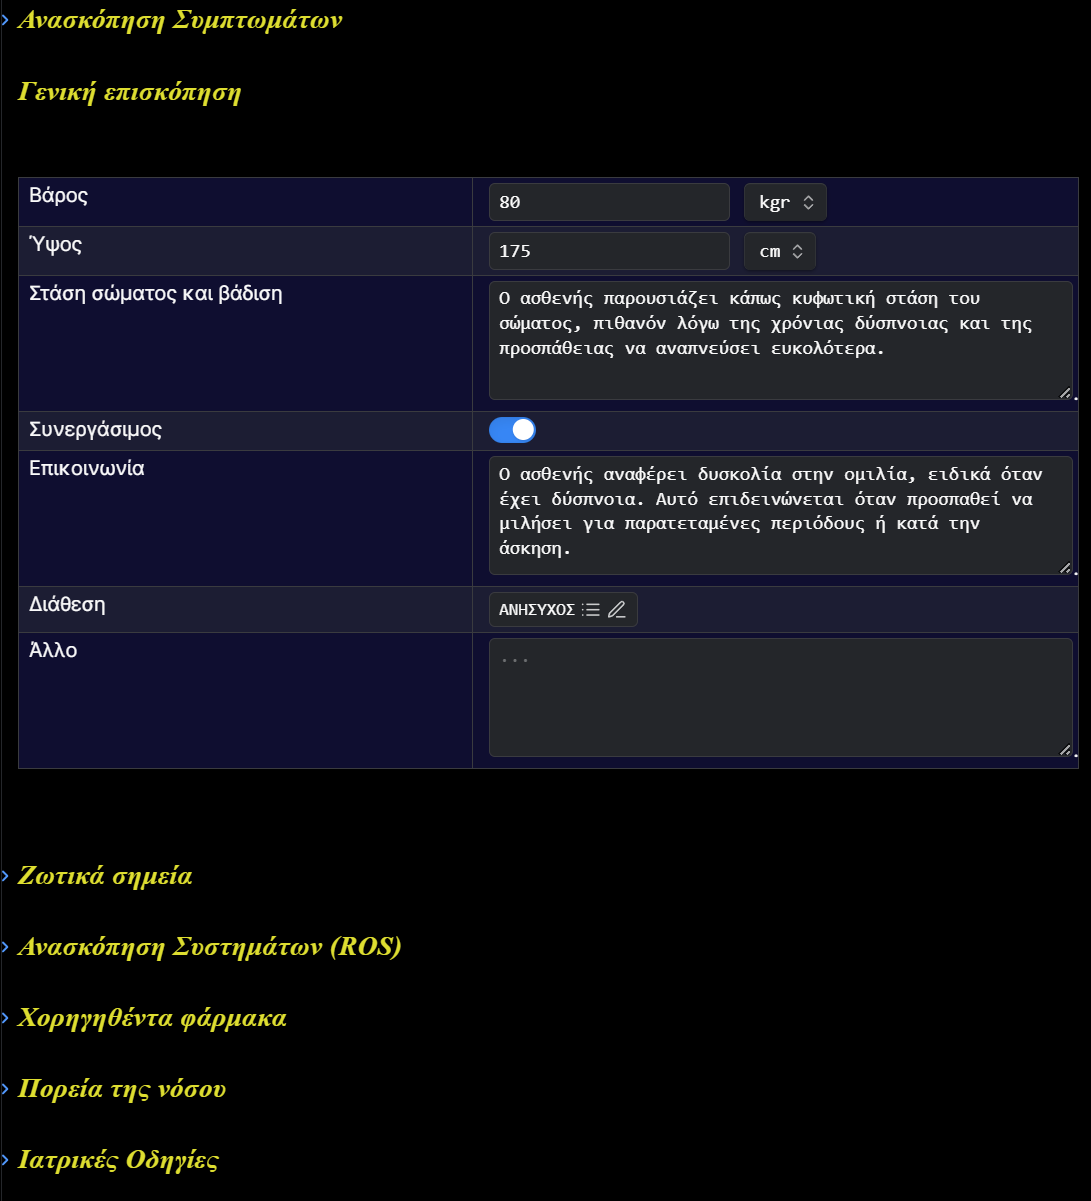 Ανασκόπηση Συμπτωμάτων
Γενική επισκόπηση
Βάρος
80 kgr
Ύψος
175 cm
Στάση σώματος και βάδιση
Ο ασθενής παρουσιάζει κάπως κυφωτική στάση του
σώματος, πιθανόν λόγω της χρόνιας δύσπνοιας και της
προσπάθειας να αναπνεύσει ευκολότερα.
.
Συνεργάσιμος
Επικοινωνία
Ο ασθενής αναφέρει δυσκολία στην ομιλία, ειδικά όταν
έχει δύσπνοια. Αυτό επιδεινώνεται όταν προσπαθεί να
μιλήσει για παρατεταμένες περιόδους ή κατά την
άσκηση.
.
Διάθεση
ΑΝΗΣΥΧΟΣ
Άλλο
...
.
Ζωτικά σημεία
Ανασκόπηση Συστημάτων (ROS)
Χορηγηθέντα φάρμακα
Πορεία της νόσου
Ιατρικές Οδηγίες